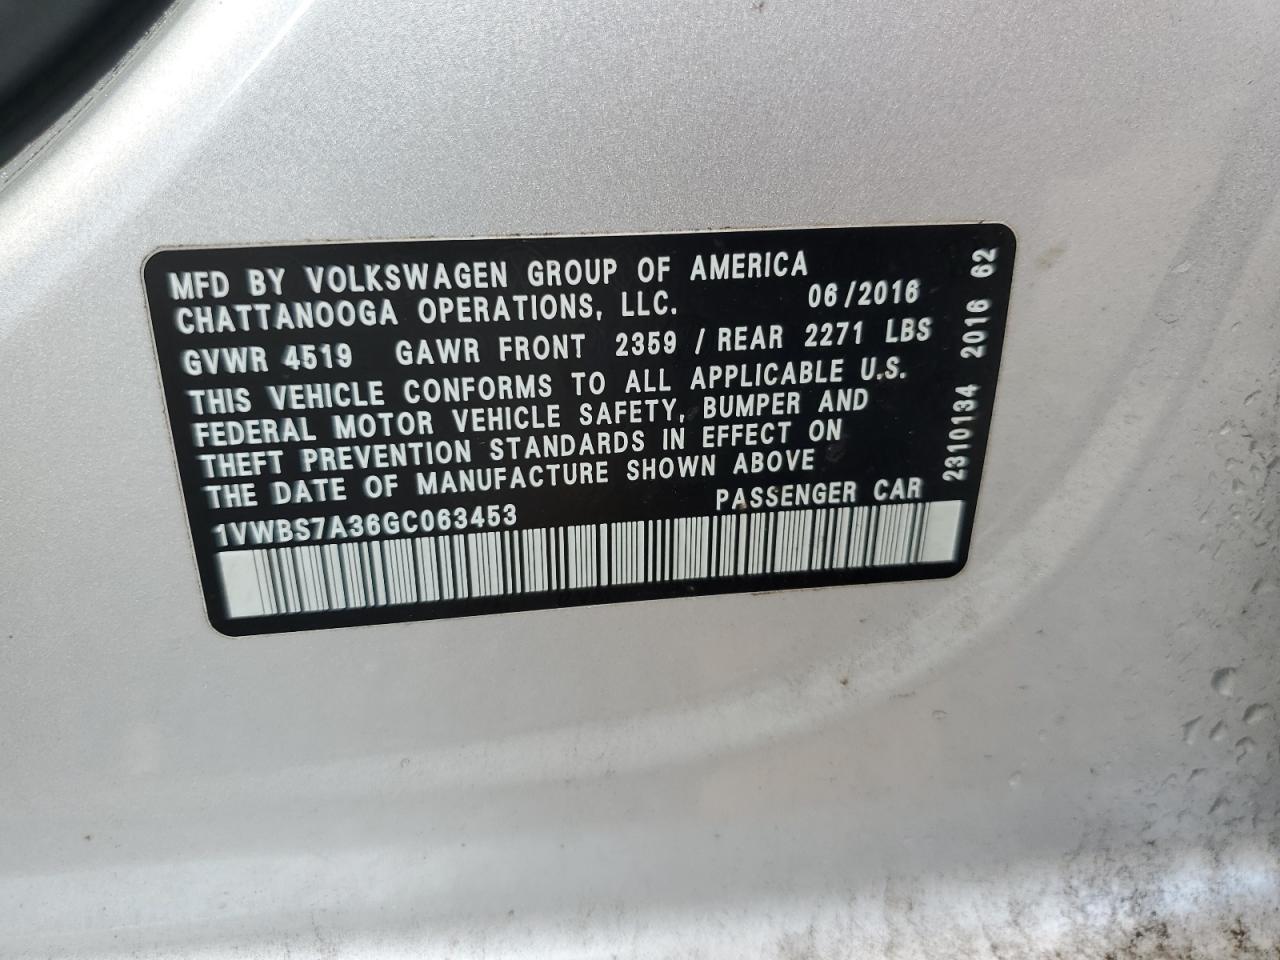 MFD BY VOLKSWAGEN GROUP OF AMERICA
CHATTANOOGA OPERATIONS, LLC. 06/2016
GVWR 4519 GAWR FRONT 2359 / REAR 2271 LBS
THIS VEHICLE CONFORMS TO ALL APPLICABLE U.S.
FEDERAL MOTOR VEHICLE SAFETY, BUMPER AND
THEFT PREVENTION STANDARDS IN EFFECT ON
THE DATE OF MANUFACTURE SHOWN ABOVE
1VWBS7A36GC063453 PASSENGER CAR
2310134 2016 62